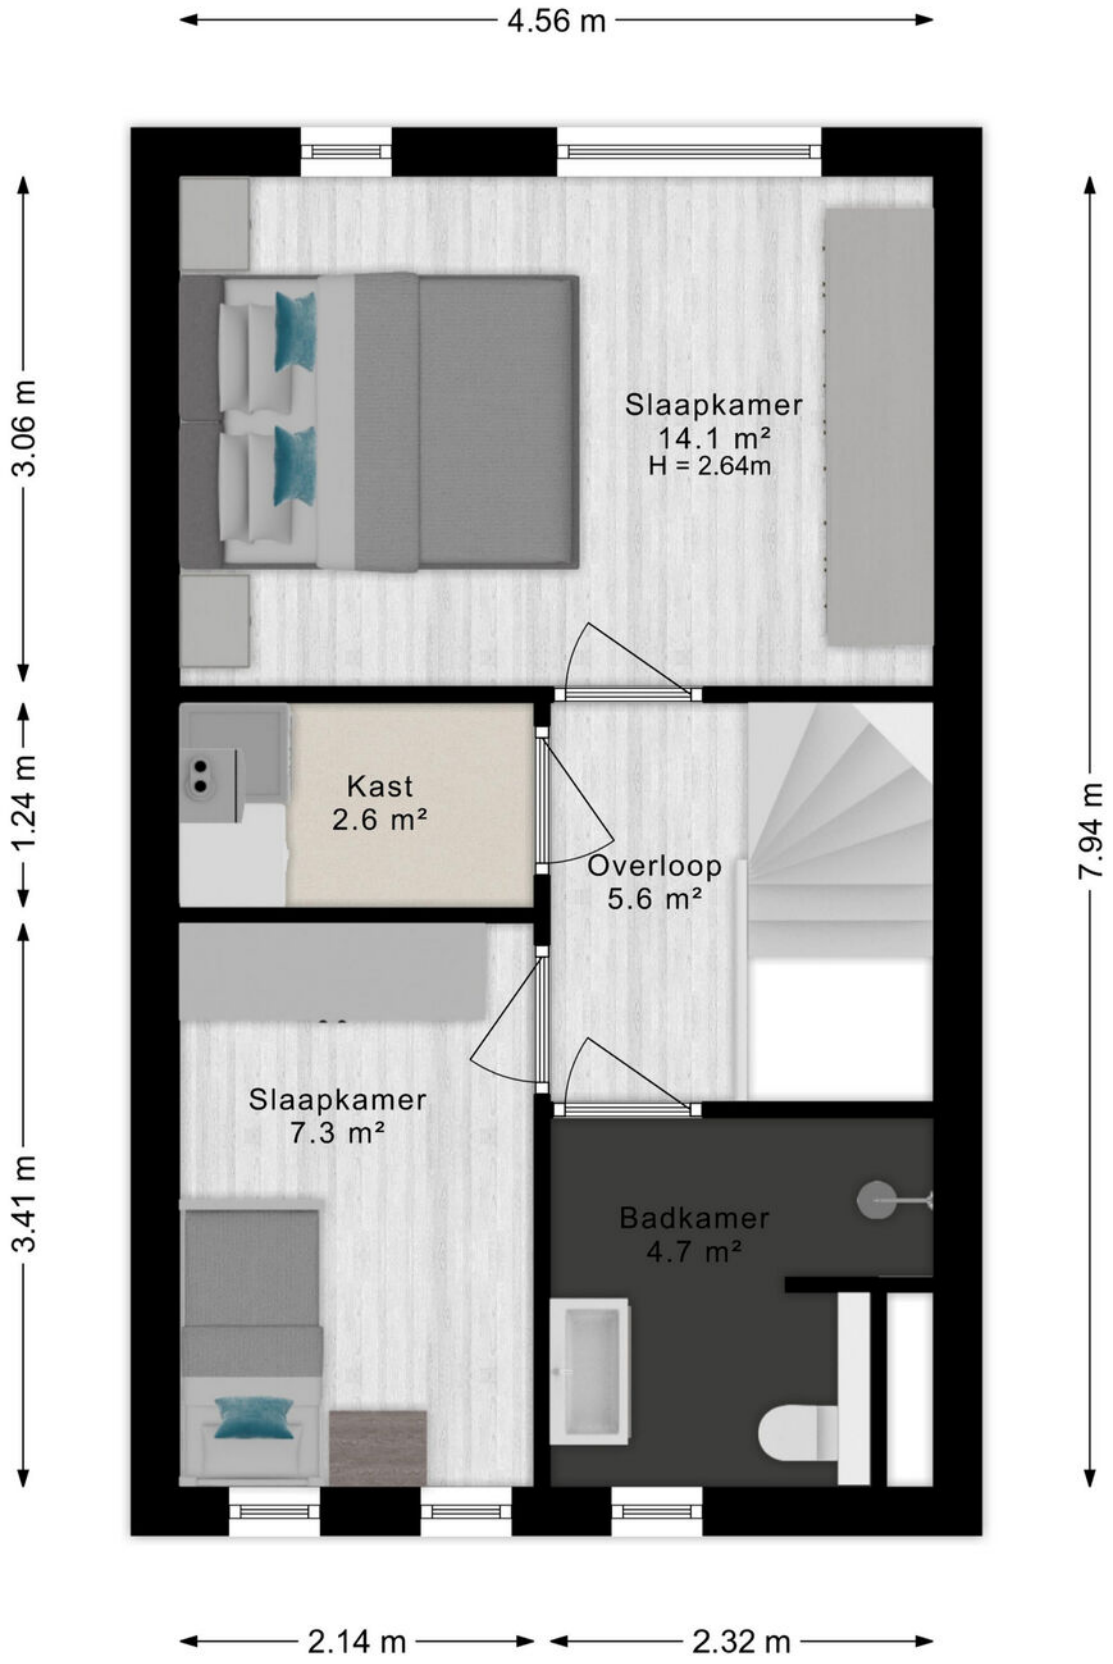 4.56 m
3.06 m
Slaapkamer
14.1 m²
H = 2.64m
1.24 m
Kast
2.6 m²
7.94 m
Overloop
5.6 m²
Slaapkamer
7.3 m²
3.41 m
Badkamer
4.7 m²
2.14 m
2.32 m